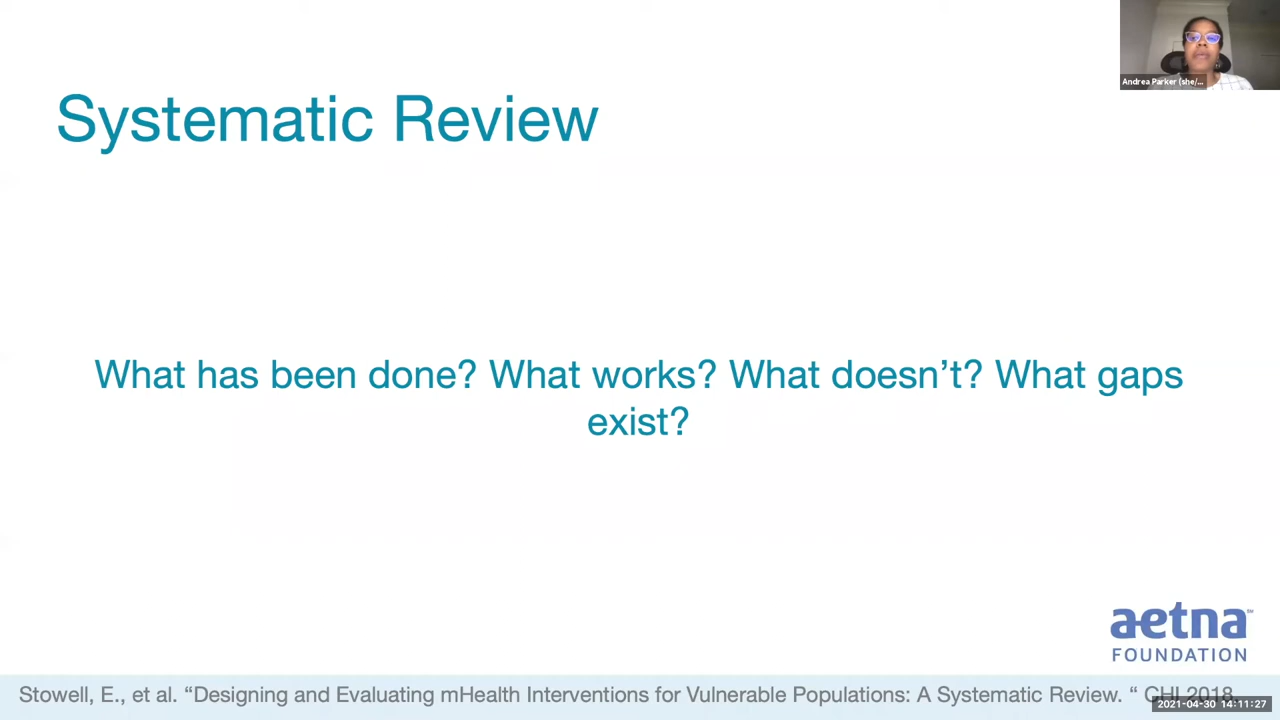 Andrea Parker (she/...
Systematic Review
What has been done? What works? What doesn’t? What gaps
exist?
aetna™
FOUNDATION
Stowell, E., et al. “Designing and Evaluating mHealth Interventions for Vulnerable Populations: A Systematic Review. “ CHI 2018.
2021-04-30 14:11:27